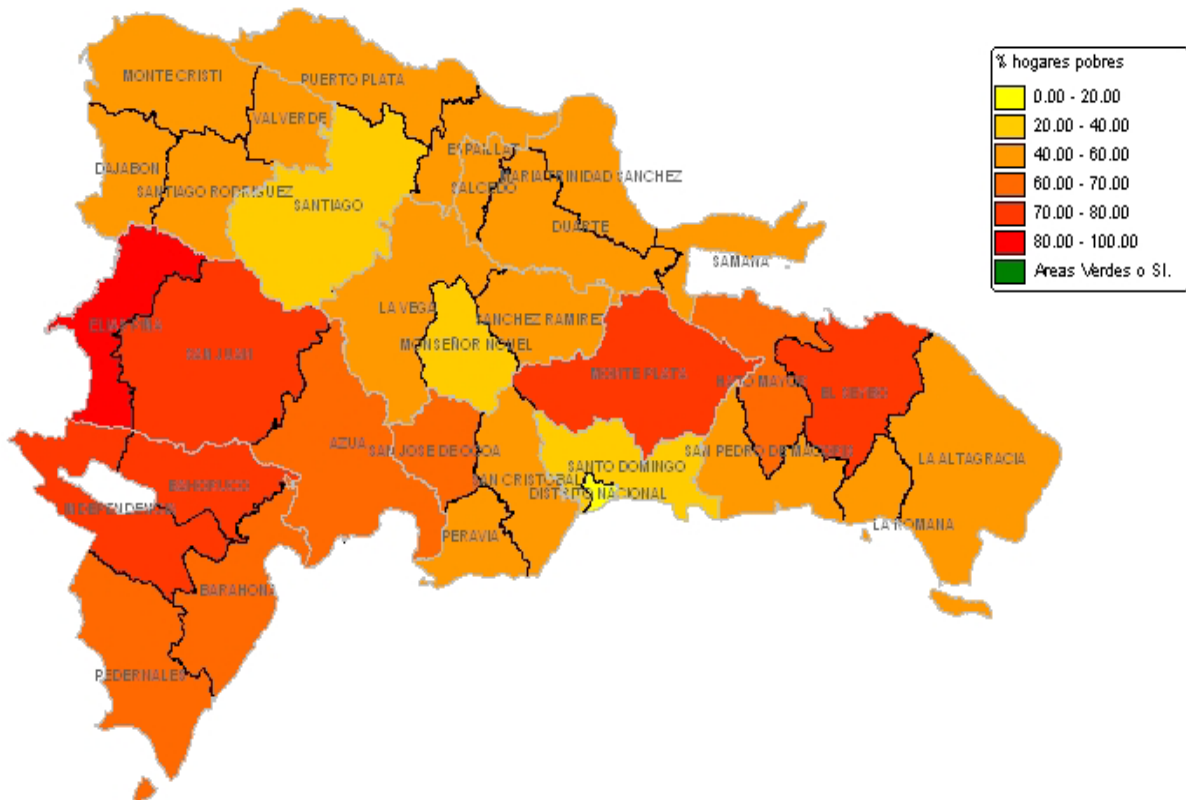 % hogares pobres
0.00 - 20.00
20.00 - 40.00
40.00 - 60.00
60.00 - 70.00
70.00 - 80.00
80.00 - 100.00
Areas Verdes o SI.
MONTE CRISTI
PUERTO PLATA
VALVERDE
DAJABON
ESPAILLAT
SANTIAGO RODRIGUEZ
SALCEDO
MARIA TRINIDAD SANCHEZ
SANTIAGO
DUARTE
SAMANA
LA VEGA
SANCHEZ RAMIREZ
ELIAS PIÑA
SAN JUAN
MONSEÑOR NOUEL
MONTE PLATA
HATO MAYOR
EL SEYBO
AZUA
SAN JOSE DE OCOA
SAN PEDRO DE MACORIS
LA ALTAGRACIA
SANTO DOMINGO
SAN CRISTOBAL
BAHORUCO
DISTRITO NACIONAL
INDEPENDENCIA
LA ROMANA
PERAVIA
BARAHONA
PEDERNALES